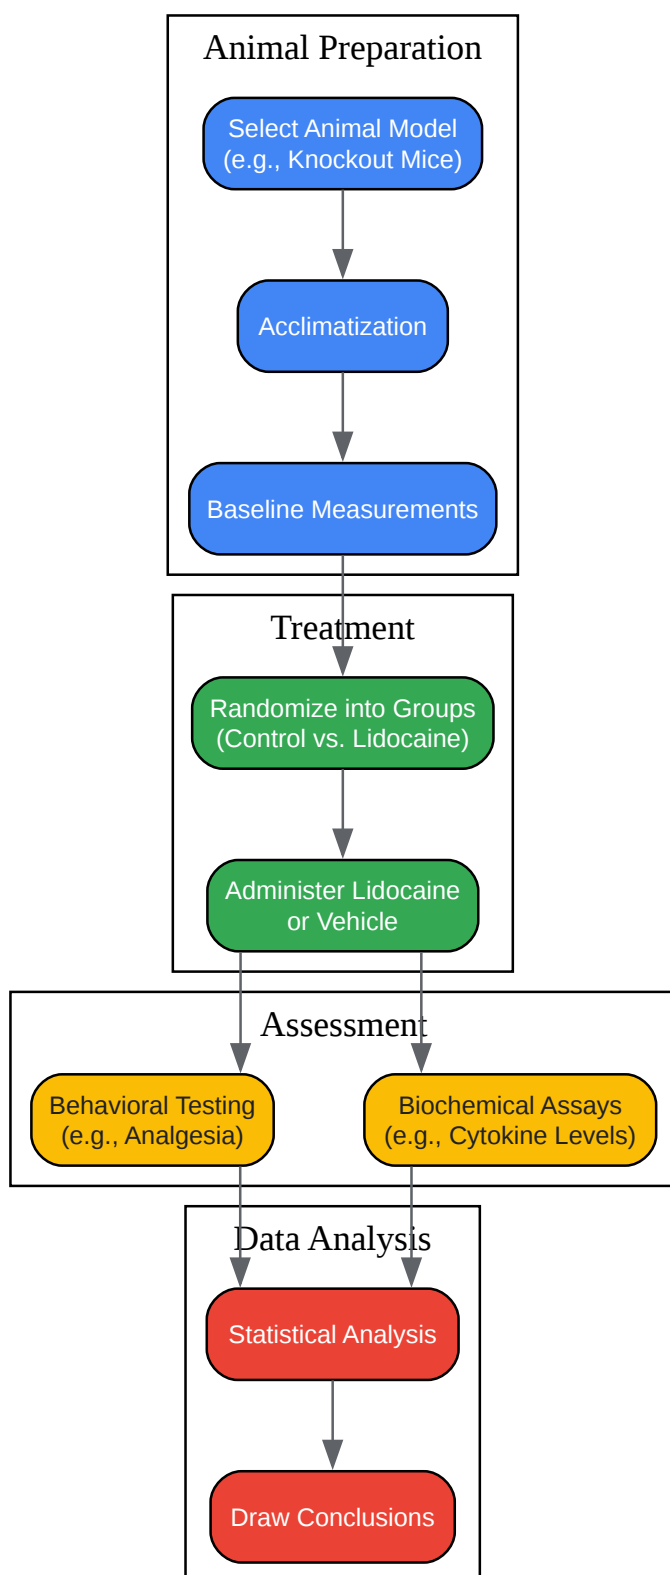 Animal Preparation
Select Animal Model
(e.g., Knockout Mice)
Acclimatization
Baseline Measurements
Treatment
Randomize into Groups
(Control vs. Lidocaine)
Administer Lidocaine
or Vehicle
Assessment
Behavioral Testing
(e.g., Analgesia)
Biochemical Assays
(e.g., Cytokine Levels)
Data Analysis
Statistical Analysis
Draw Conclusions